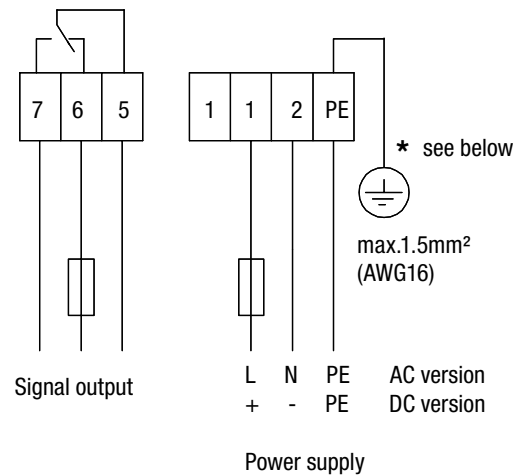 7 6 5
1 1 2 PE
* see below
max.1.5mm²
(AWG16)
Signal output
L N PE AC version
+ - PE DC version
Power supply